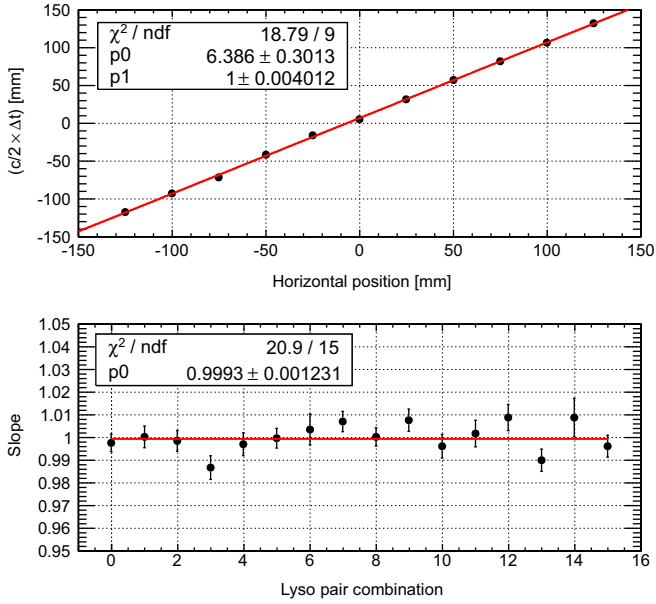 150
χ² / ndf 18.79 / 9
p0 6.386 ± 0.3013
p1 1 ± 0.004012
100
50
0
-50
-100
-150
(c/2 × Δt) [mm]
-150 -100 -50 0 50 100 150
Horizontal position [mm]
1.05
χ² / ndf 20.9 / 15
p0 0.9993 ± 0.001231
1.04
1.03
1.02
1.01
1
0.99
0.98
0.97
0.96
0.95
Slope
0 2 4 6 8 10 12 14 16
Lyso pair combination